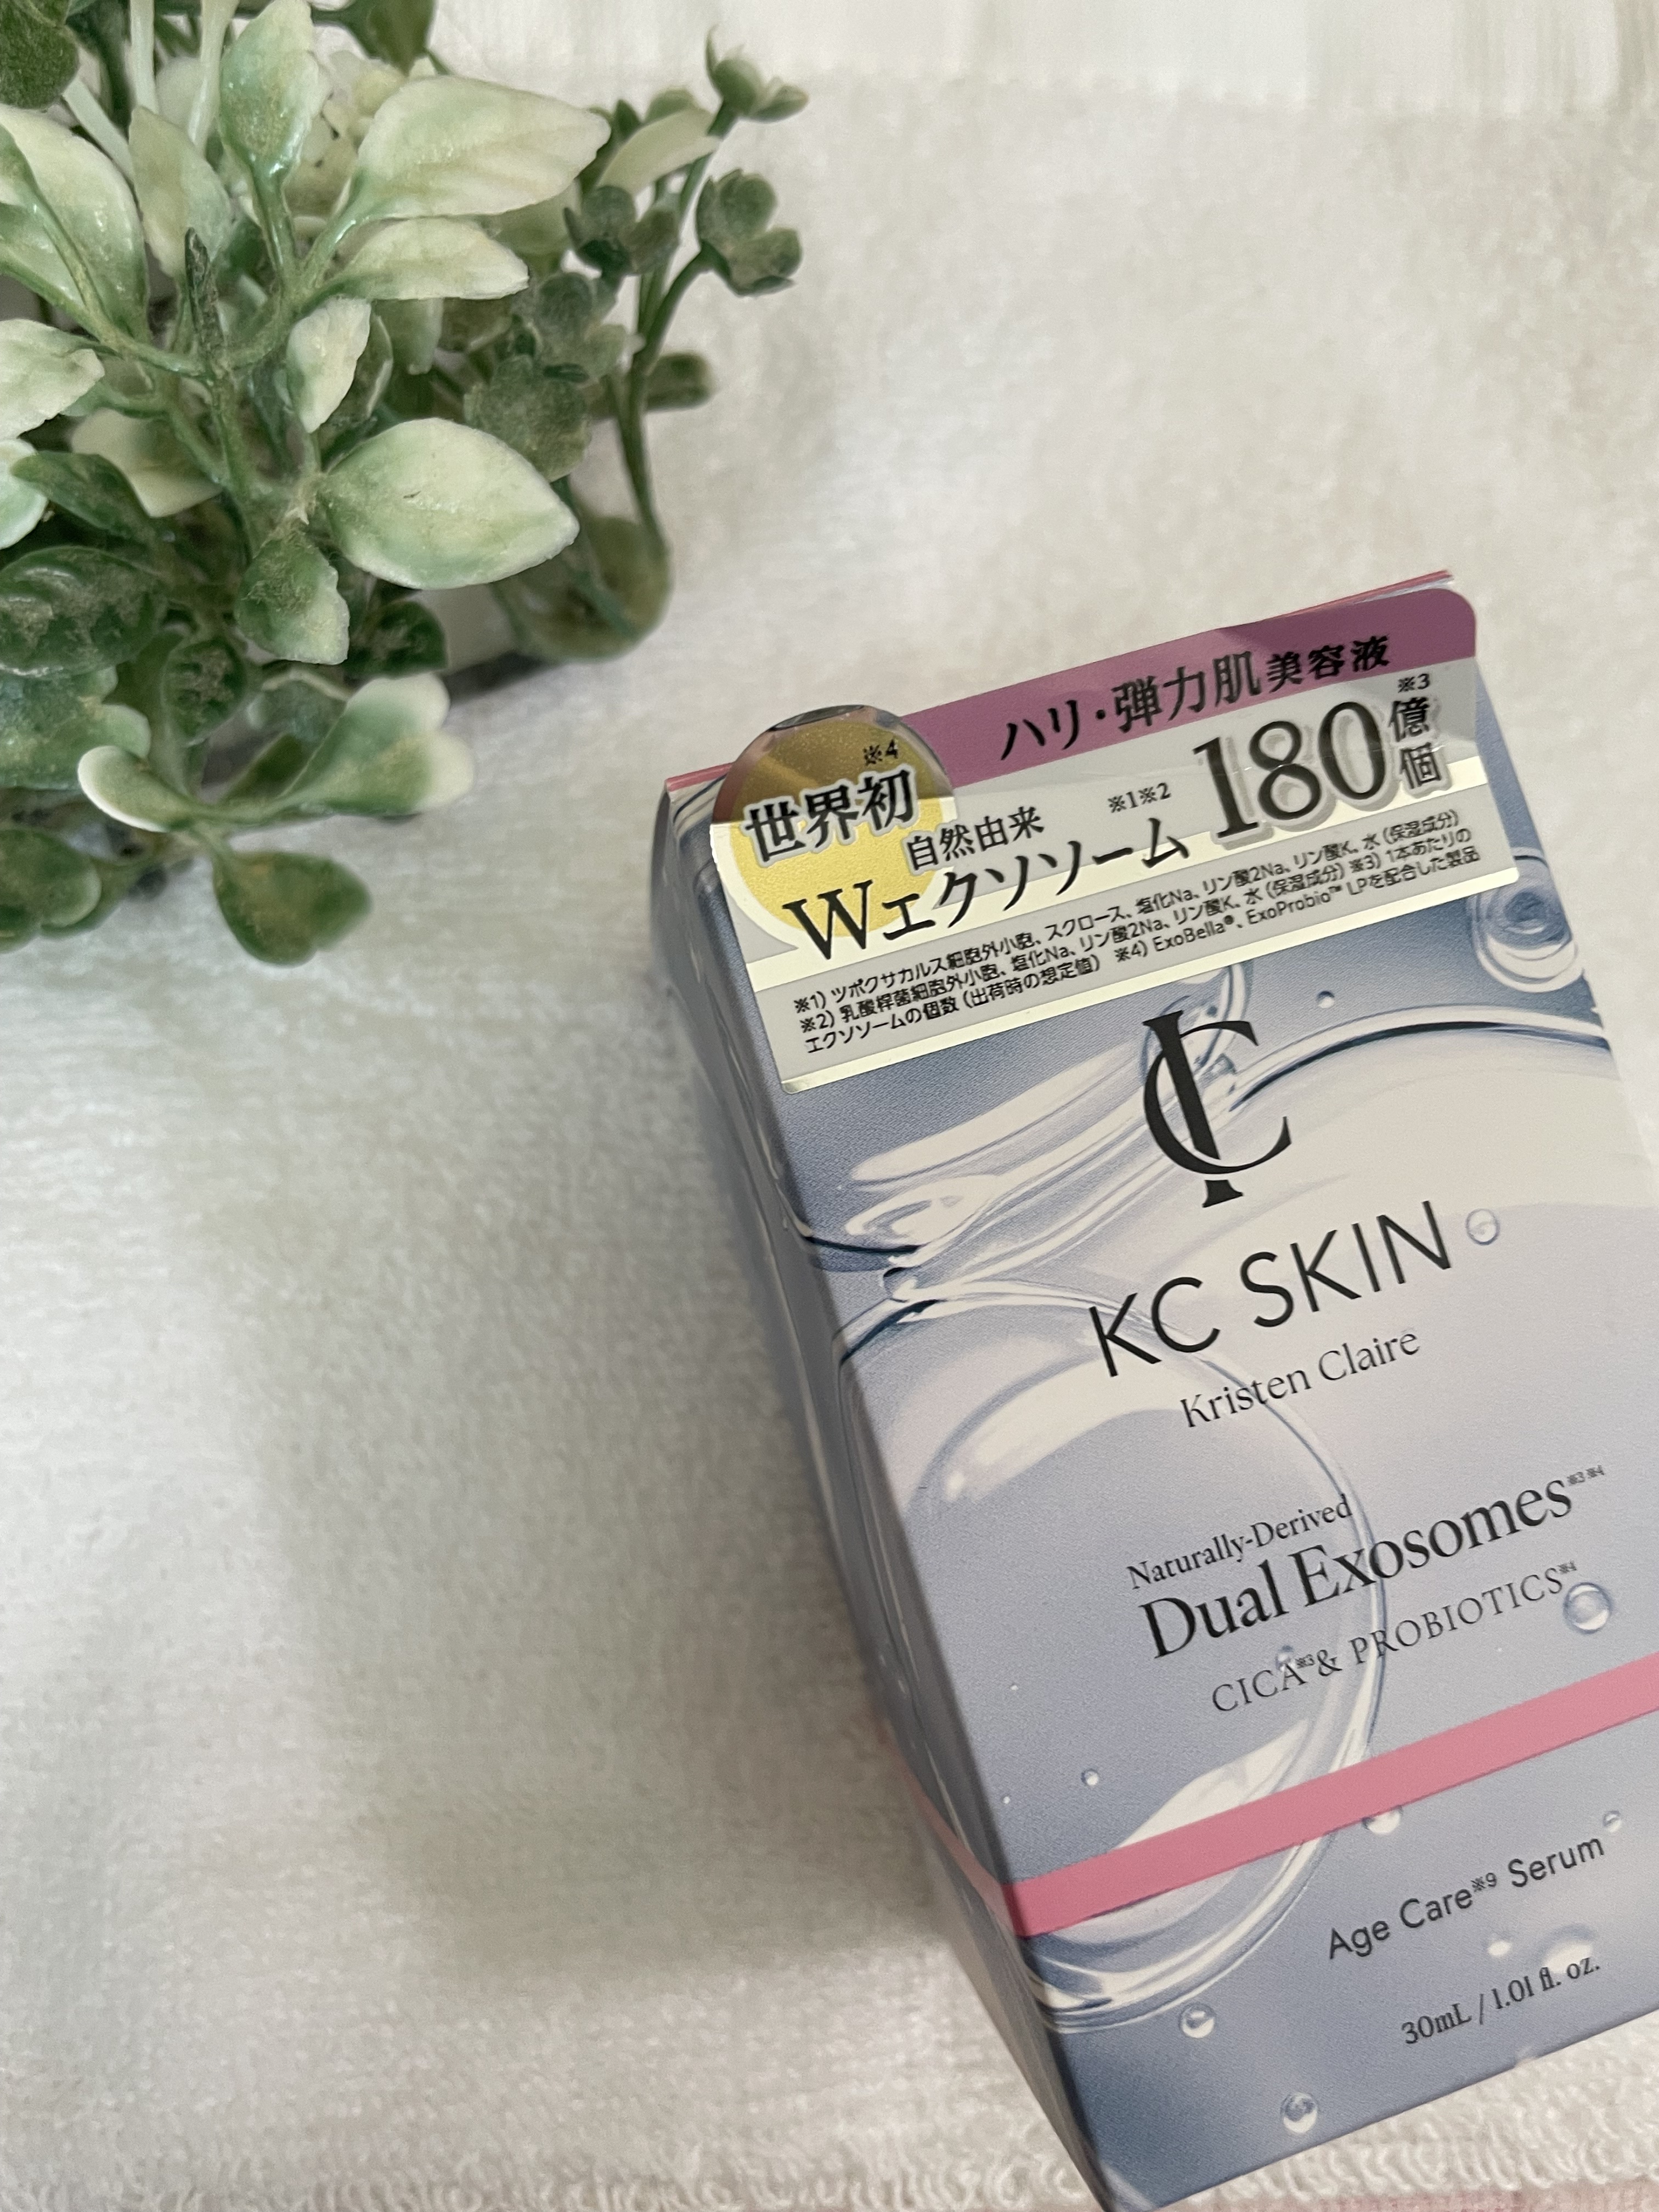 ハリ・弾力肌美容液
世界初※4
自然由来
Wエクソソーム※1※2
180億個※3
※1) ツボクサカルス細胞外小胞、スクロース、塩化Na、リン酸2Na、リン酸K、水 (保湿成分)
※2) 乳酸桿菌細胞外小胞、塩化Na、リン酸2Na、リン酸K、水 (保湿成分) ※3) 1本あたりの
エクソソームの個数 (出荷時の想定値) ※4) ExoBella®、ExoProbio™ LPを配合した製品
KC SKIN
Kristen Claire
Naturally-Derived
Dual Exosomes※3※4
CICA※3 & PROBIOTICS※4
Age Care※9 Serum
30mL / 1.01 fl. oz.